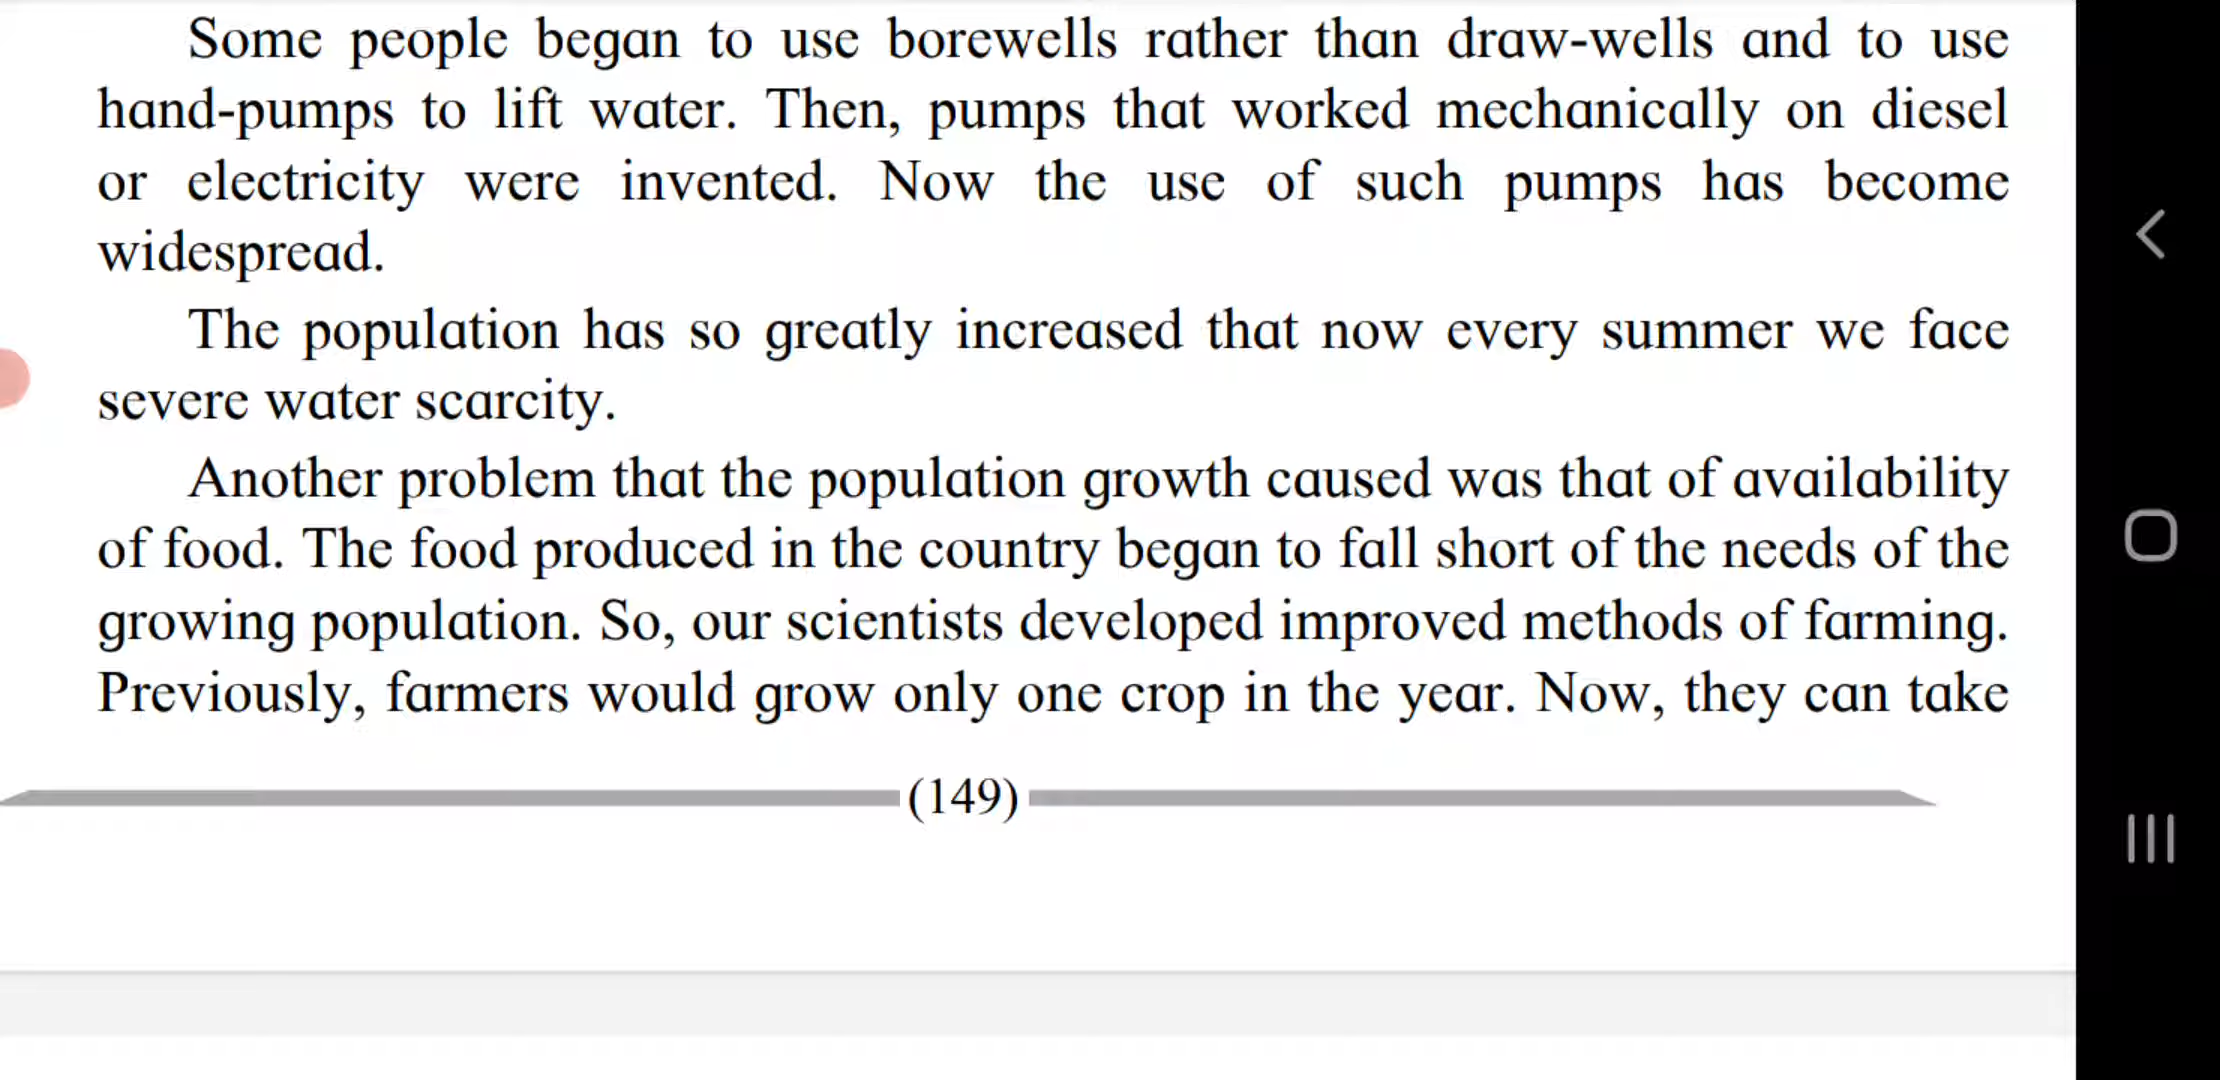 Some people began to use borewells rather than draw-wells and to use
hand-pumps to lift water. Then, pumps that worked mechanically on diesel
or electricity were invented. Now the use of such pumps has become
widespread.
The population has so greatly increased that now every summer we face
severe water scarcity.
Another problem that the population growth caused was that of availability
of food. The food produced in the country began to fall short of the needs of the
growing population. So, our scientists developed improved methods of farming.
Previously, farmers would grow only one crop in the year. Now, they can take
(149)